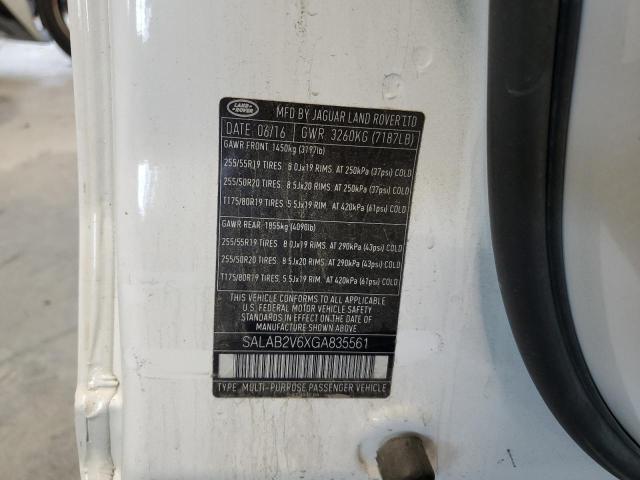 LAND ROVER
MFD BY JAGUAR LAND ROVER LTD
DATE 06/16 GWR 3260KG (7187LB)
GAWR FRONT 1450kg (3197lb)
255/55R19 TIRES 8 0Jx19 RIMS AT 250kPa (37psi) COLD
255/50R20 TIRES 8 5Jx20 RIMS AT 250kPa (37psi) COLD
T175/80R19 TIRES 5 5Jx19 RIM AT 420kPa (61psi) COLD
GAWR REAR 1855kg (4090lb)
255/55R19 TIRES 8 0Jx19 RIMS AT 290kPa (43psi) COLD
255/50R20 TIRES 8 5Jx20 RIMS AT 290kPa (43psi) COLD
T175/80R19 TIRES 5 5Jx19 RIM AT 420kPa (61psi) COLD
THIS VEHICLE CONFORMS TO ALL APPLICABLE
U.S. FEDERAL MOTOR VEHICLE SAFETY
STANDARDS IN EFFECT ON THE DATE OF
MANUFACTURE SHOWN ABOVE
SALAB2V6XGA835561
TYPE MULTI-PURPOSE PASSENGER VEHICLE